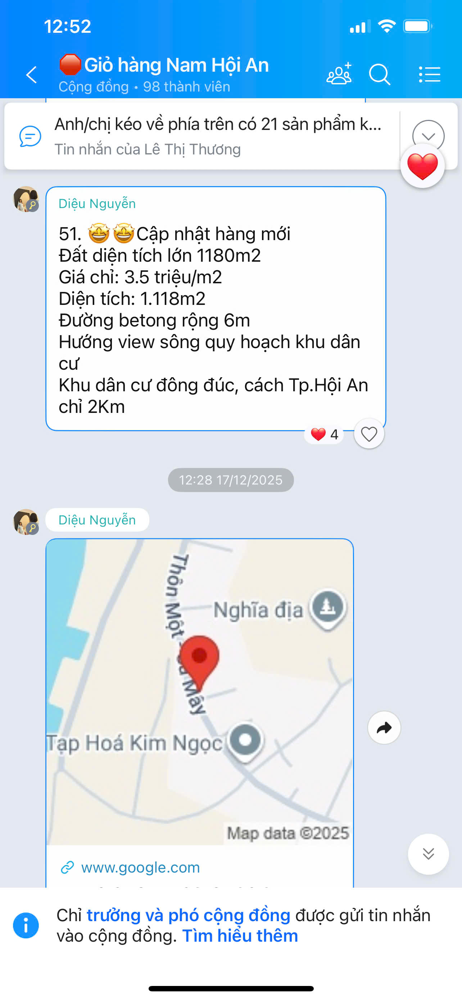 12:52
Giỏ hàng Nam Hội An
Cộng đồng • 98 thành viên
Anh/chị kéo về phía trên có 21 sản phẩm k...
Tin nhắn của Lê Thị Thương
Diệu Nguyễn
51. 🤩🤩Cập nhật hàng mới
Đất diện tích lớn 1180m2
Giá chỉ: 3.5 triệu/m2
Diện tích: 1.118m2
Đường betong rộng 6m
Hướng view sông quy hoạch khu dân
cư
Khu dân cư đông đúc, cách Tp.Hội An
chỉ 2Km
4
12:28 17/12/2025
Diệu Nguyễn
Thôn Một -
Mây
Nghĩa địa
Tạp Hoá Kim Ngọc
Map data ©2025
www.google.com
Chỉ trưởng và phó cộng đồng được gửi tin nhắn
vào cộng đồng. Tìm hiểu thêm